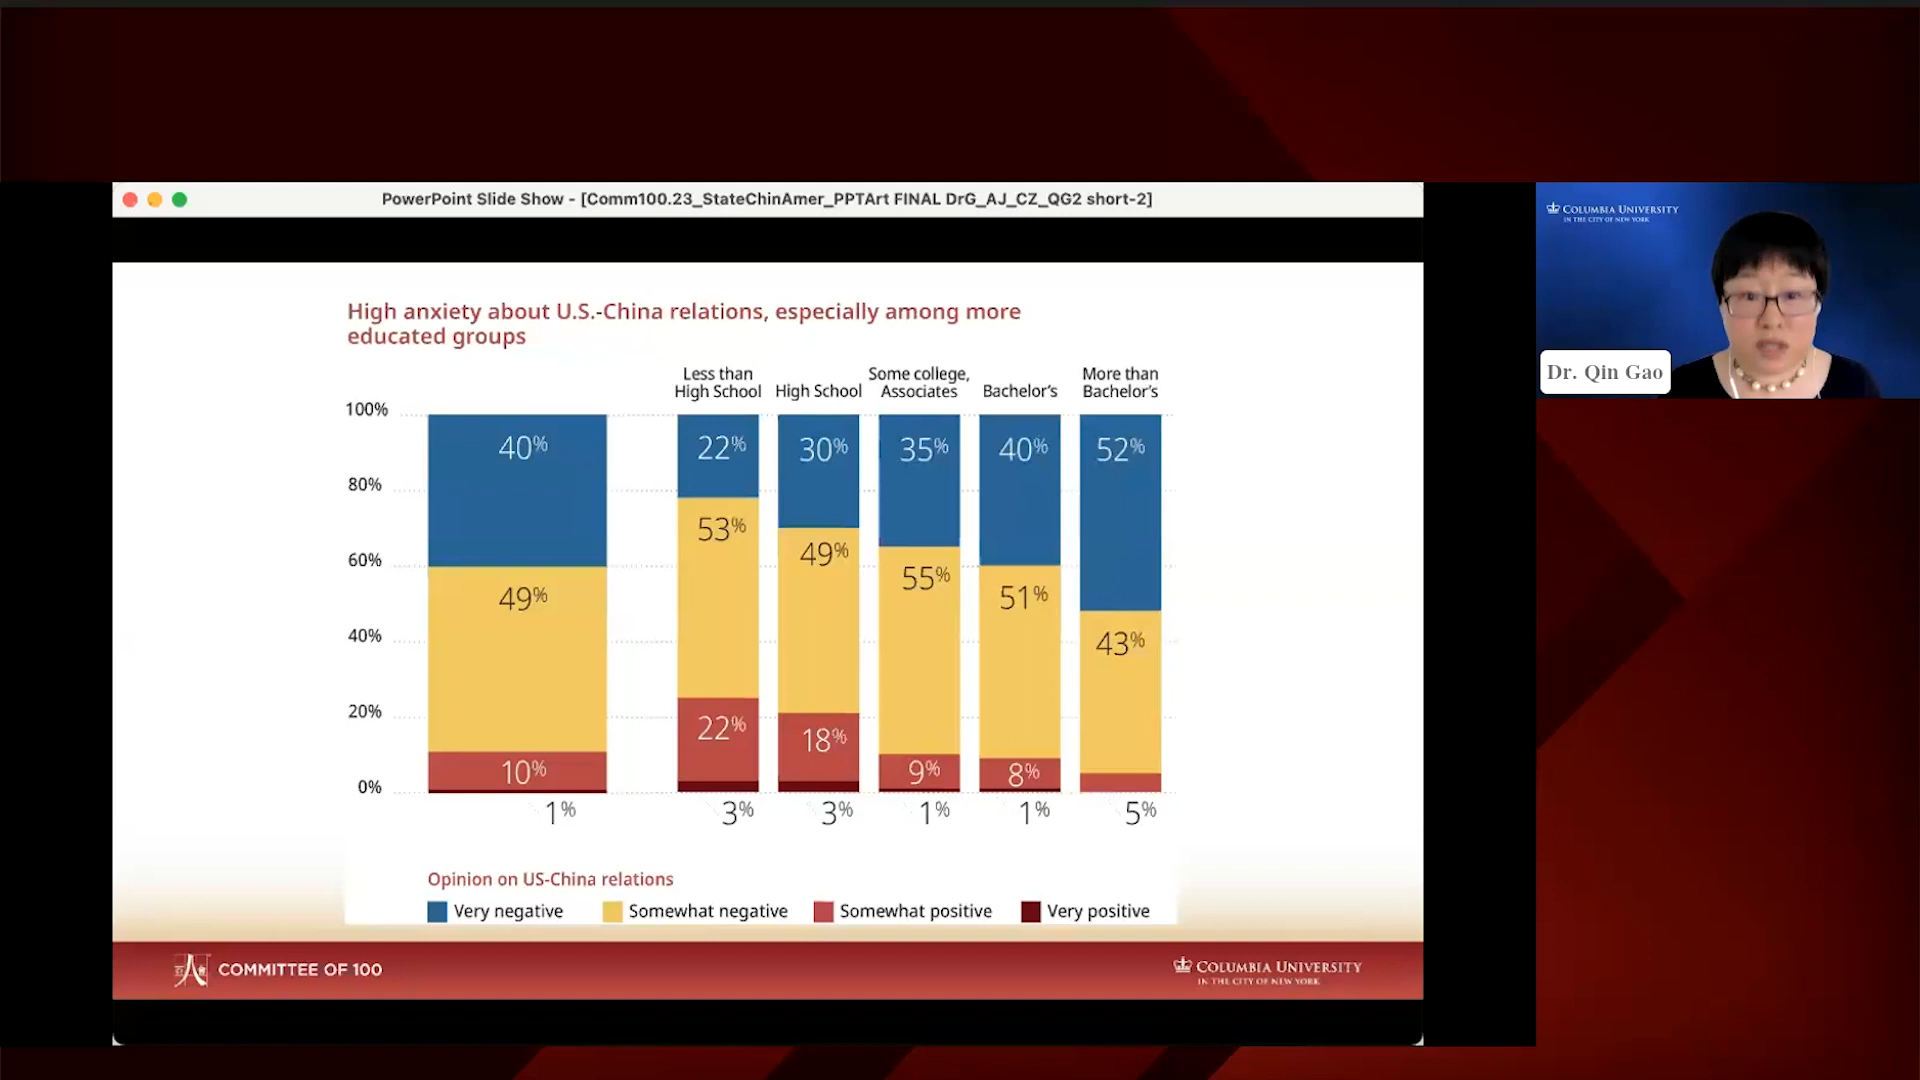 PowerPoint Slide Show - [Comm100.23_StateChinAmer_PPTArt FINAL DrG_AJ_CZ_QG2 short-2]
COLUMBIA UNIVERSITY
IN THE CITY OF NEW YORK
Dr. Qin Gao
High anxiety about U.S.-China relations, especially among more
educated groups
Less than
High School
High School
Some college,
Associates
Bachelor's
More than
Bachelor's
100%
80%
60%
40%
20%
0%
40%
49%
10%
1%
22%
53%
22%
3%
30%
49%
18%
3%
35%
55%
9%
1%
40%
51%
8%
1%
52%
43%
5%
Opinion on US-China relations
Very negative
Somewhat negative
Somewhat positive
Very positive
COMMITTEE OF 100
COLUMBIA UNIVERSITY
IN THE CITY OF NEW YORK